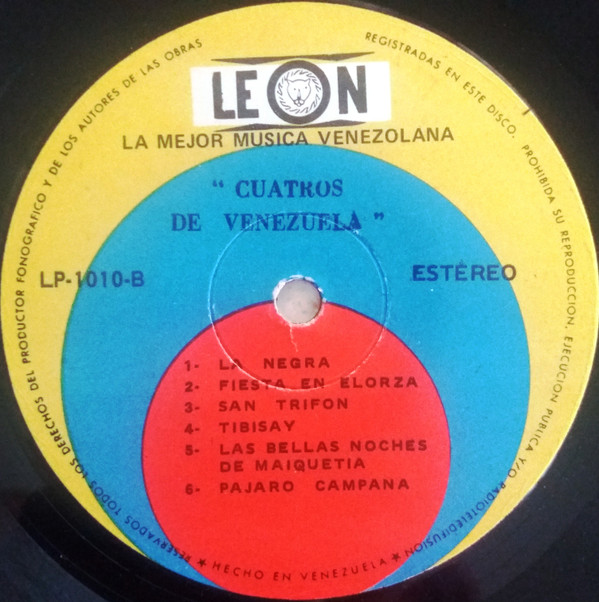 LEON
LA MEJOR MUSICA VENEZOLANA
“ CUATROS
DE VENEZUELA ”
LP-1010-B
ESTÉREO
1- LA NEGRA
2- FIESTA EN ELORZA
3- SAN TRIFON
4- TIBISAY
5- LAS BELLAS NOCHES
DE MAIQUETIA
6- PAJARO CAMPANA
RESERVADOS TODOS LOS DERECHOS DEL PRODUCTOR FONOGRAFICO Y DE LOS AUTORES DE LAS OBRAS REGISTRADAS EN ESTE DISCO. PROHIBIDA SU REPRODUCCION, EJECUCION PUBLICA Y/O RADIOTELEDIFUSION
★ HECHO EN VENEZUELA ★